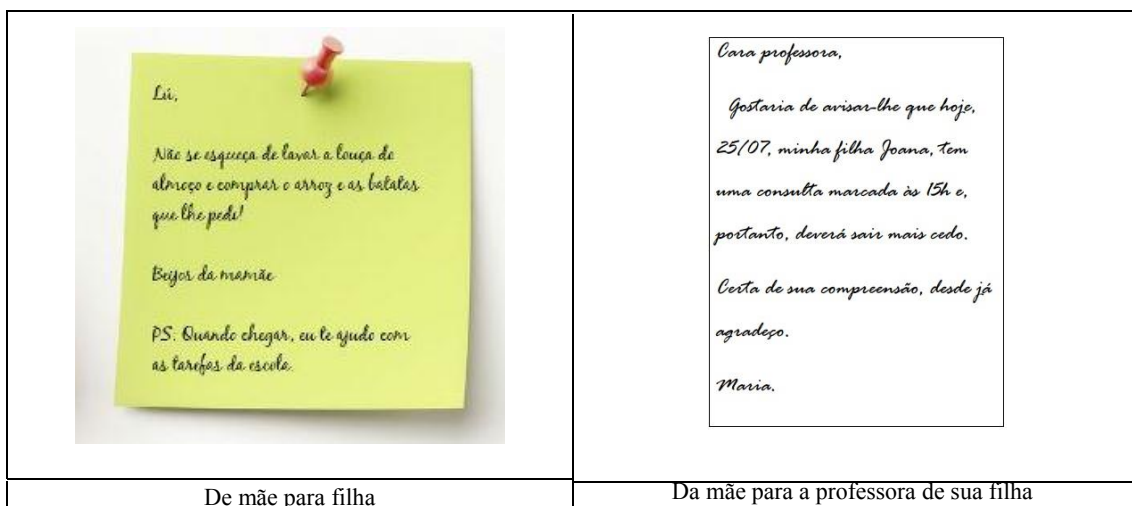 Lú,
Não se esqueça de lavar a louça do
almoço e comprar o arroz e as batatas
que lhe pedi!
Beijos da mamãe
PS: Quando chegar, eu te ajudo com
as tarefas da escola.
De mãe para filha
Cara professora,
Gostaria de avisar-lhe que hoje,
25/07, minha filha Joana, tem
uma consulta marcada às 15h e,
portanto, deverá sair mais cedo.
Certa de sua compreensão, desde já
agradeço.
Maria.
Da mãe para a professora de sua filha